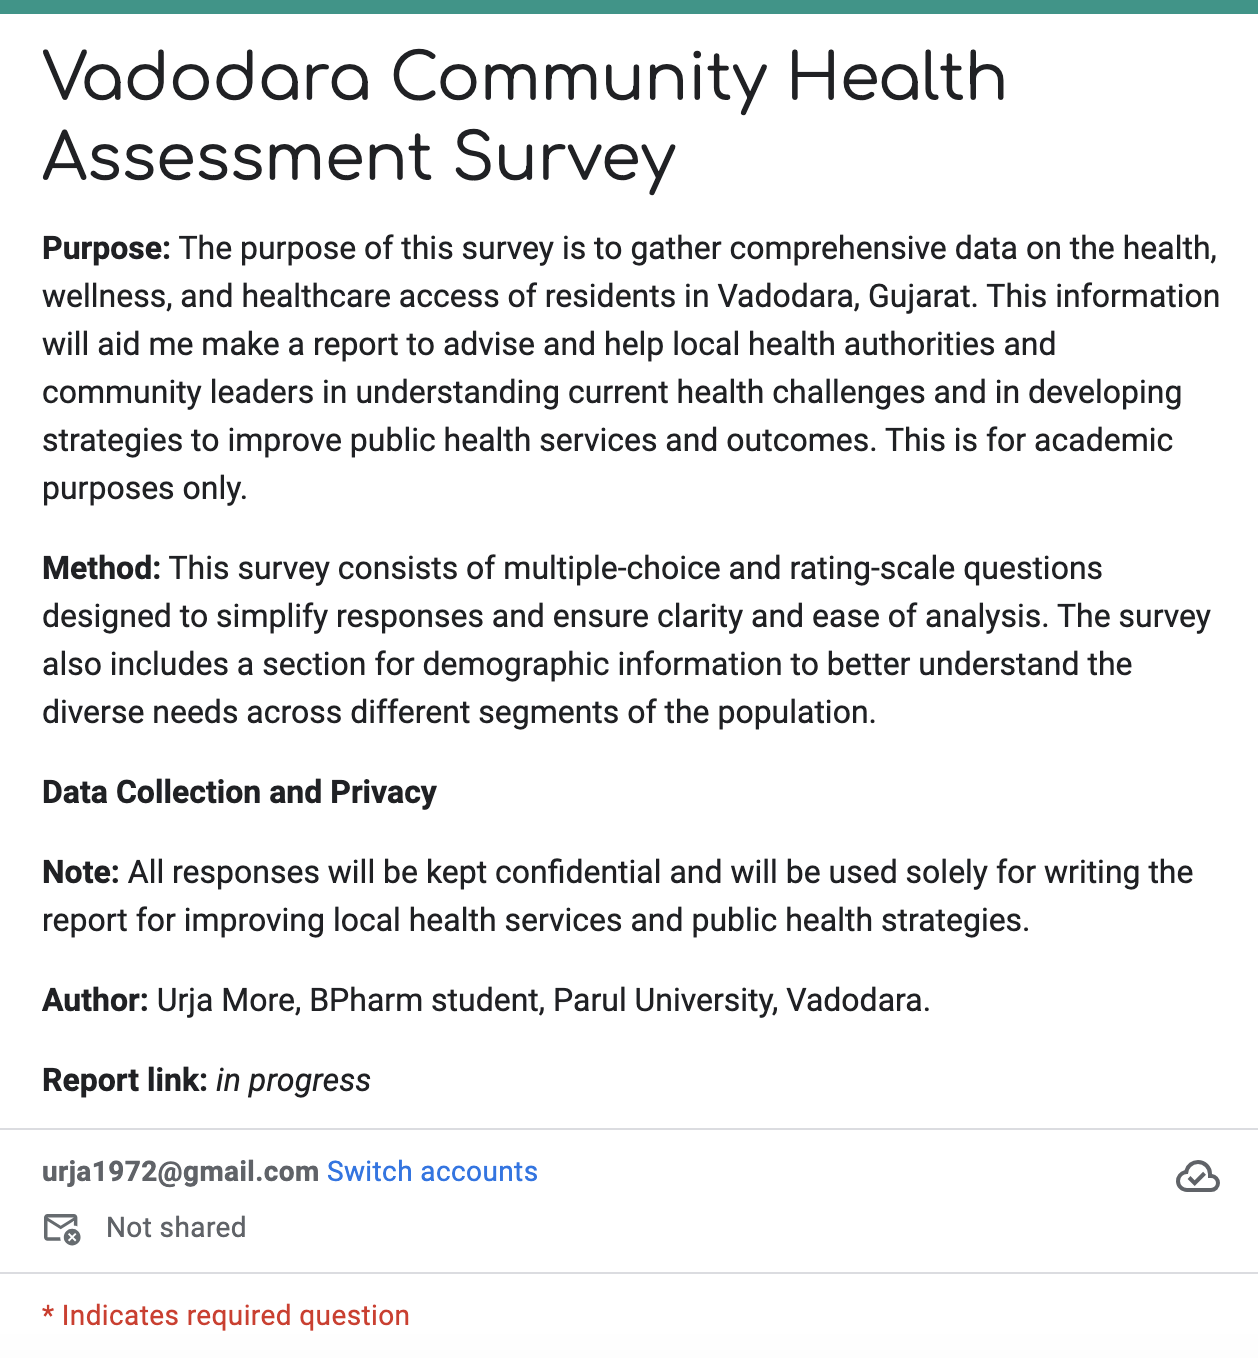 Vadodara Community Health
Assessment Survey
Purpose: The purpose of this survey is to gather comprehensive data on the health,
wellness, and healthcare access of residents in Vadodara, Gujarat. This information
will aid me make a report to advise and help local health authorities and
community leaders in understanding current health challenges and in developing
strategies to improve public health services and outcomes. This is for academic
purposes only.
Method: This survey consists of multiple-choice and rating-scale questions
designed to simplify responses and ensure clarity and ease of analysis. The survey
also includes a section for demographic information to better understand the
diverse needs across different segments of the population.
Data Collection and Privacy
Note: All responses will be kept confidential and will be used solely for writing the
report for improving local health services and public health strategies.
Author: Urja More, BPharm student, Parul University, Vadodara.
Report link: in progress
urja1972@gmail.com Switch accounts
Not shared
* Indicates required question